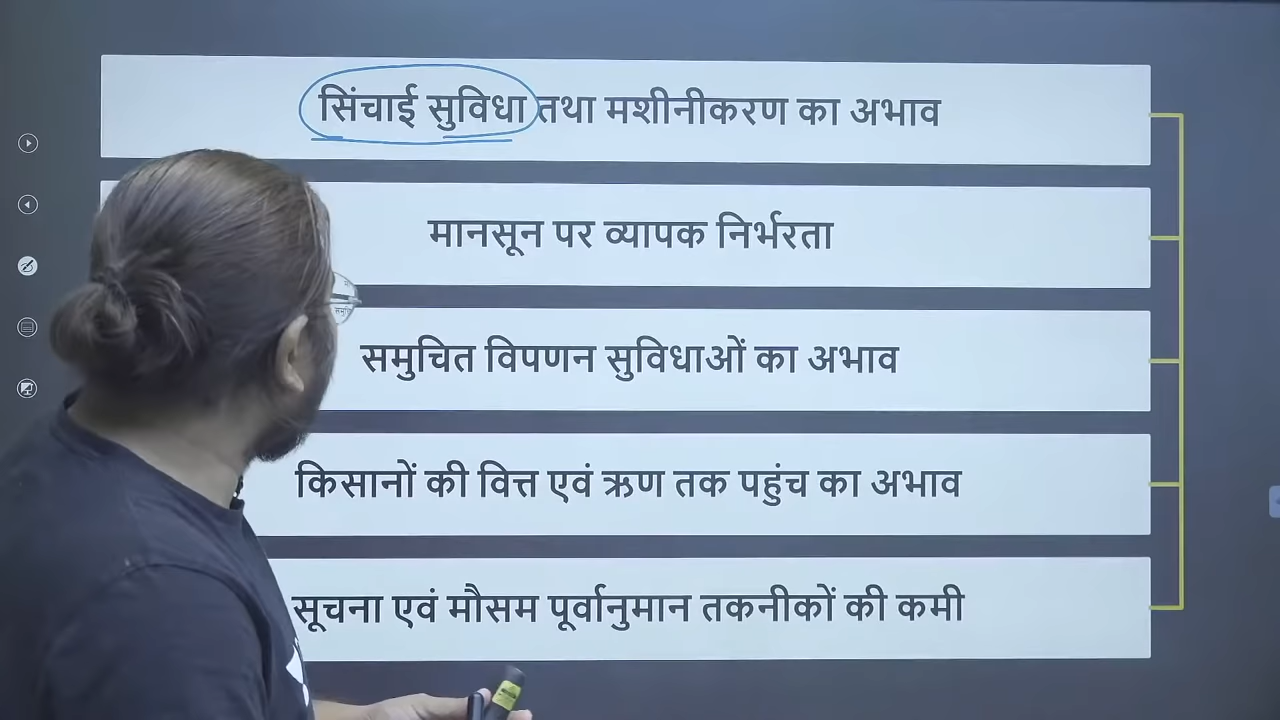 सिंचाई सुविधा तथा मशीनीकरण का अभाव
मानसून पर व्यापक निर्भरता
समुचित विपणन सुविधाओं का अभाव
किसानों की वित्त एवं ऋण तक पहुंच का अभाव
सूचना एवं मौसम पूर्वानुमान तकनीकों की कमी